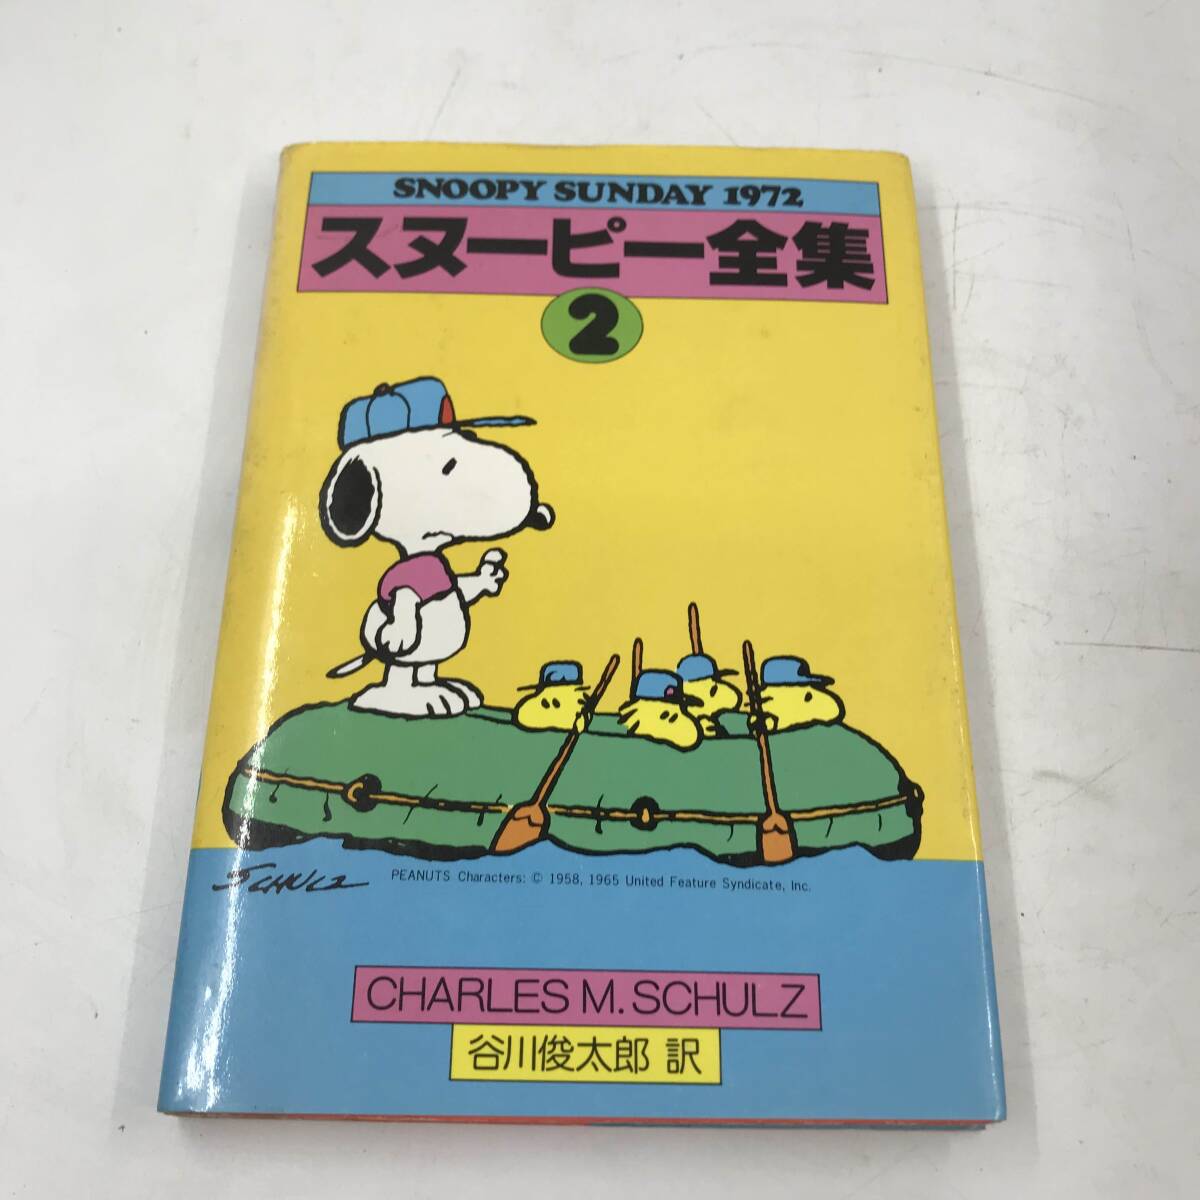 SNOOPY SUNDAY 1972
スヌーピー全集
2
SCHULZ
PEANUTS Characters: © 1958, 1965 United Feature Syndicate, Inc.
CHARLES M. SCHULZ
谷川俊太郎 訳